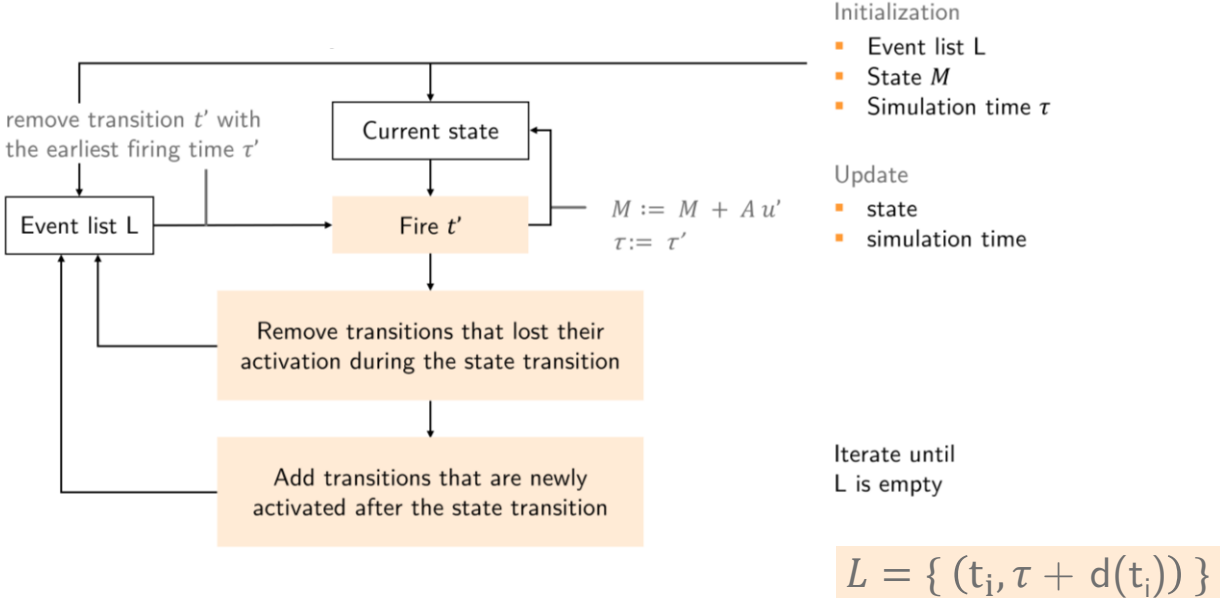 Initialization
▪ Event list L
▪ State M
▪ Simulation time τ
remove transition t' with
the earliest firing time τ'
Current state
Update
▪ state
▪ simulation time
Event list L
Fire t'
M := M + A u'
τ:= τ'
Remove transitions that lost their
activation during the state transition
Add transitions that are newly
activated after the state transition
Iterate until
L is empty
L = { (tᵢ, τ + d(tᵢ)) }